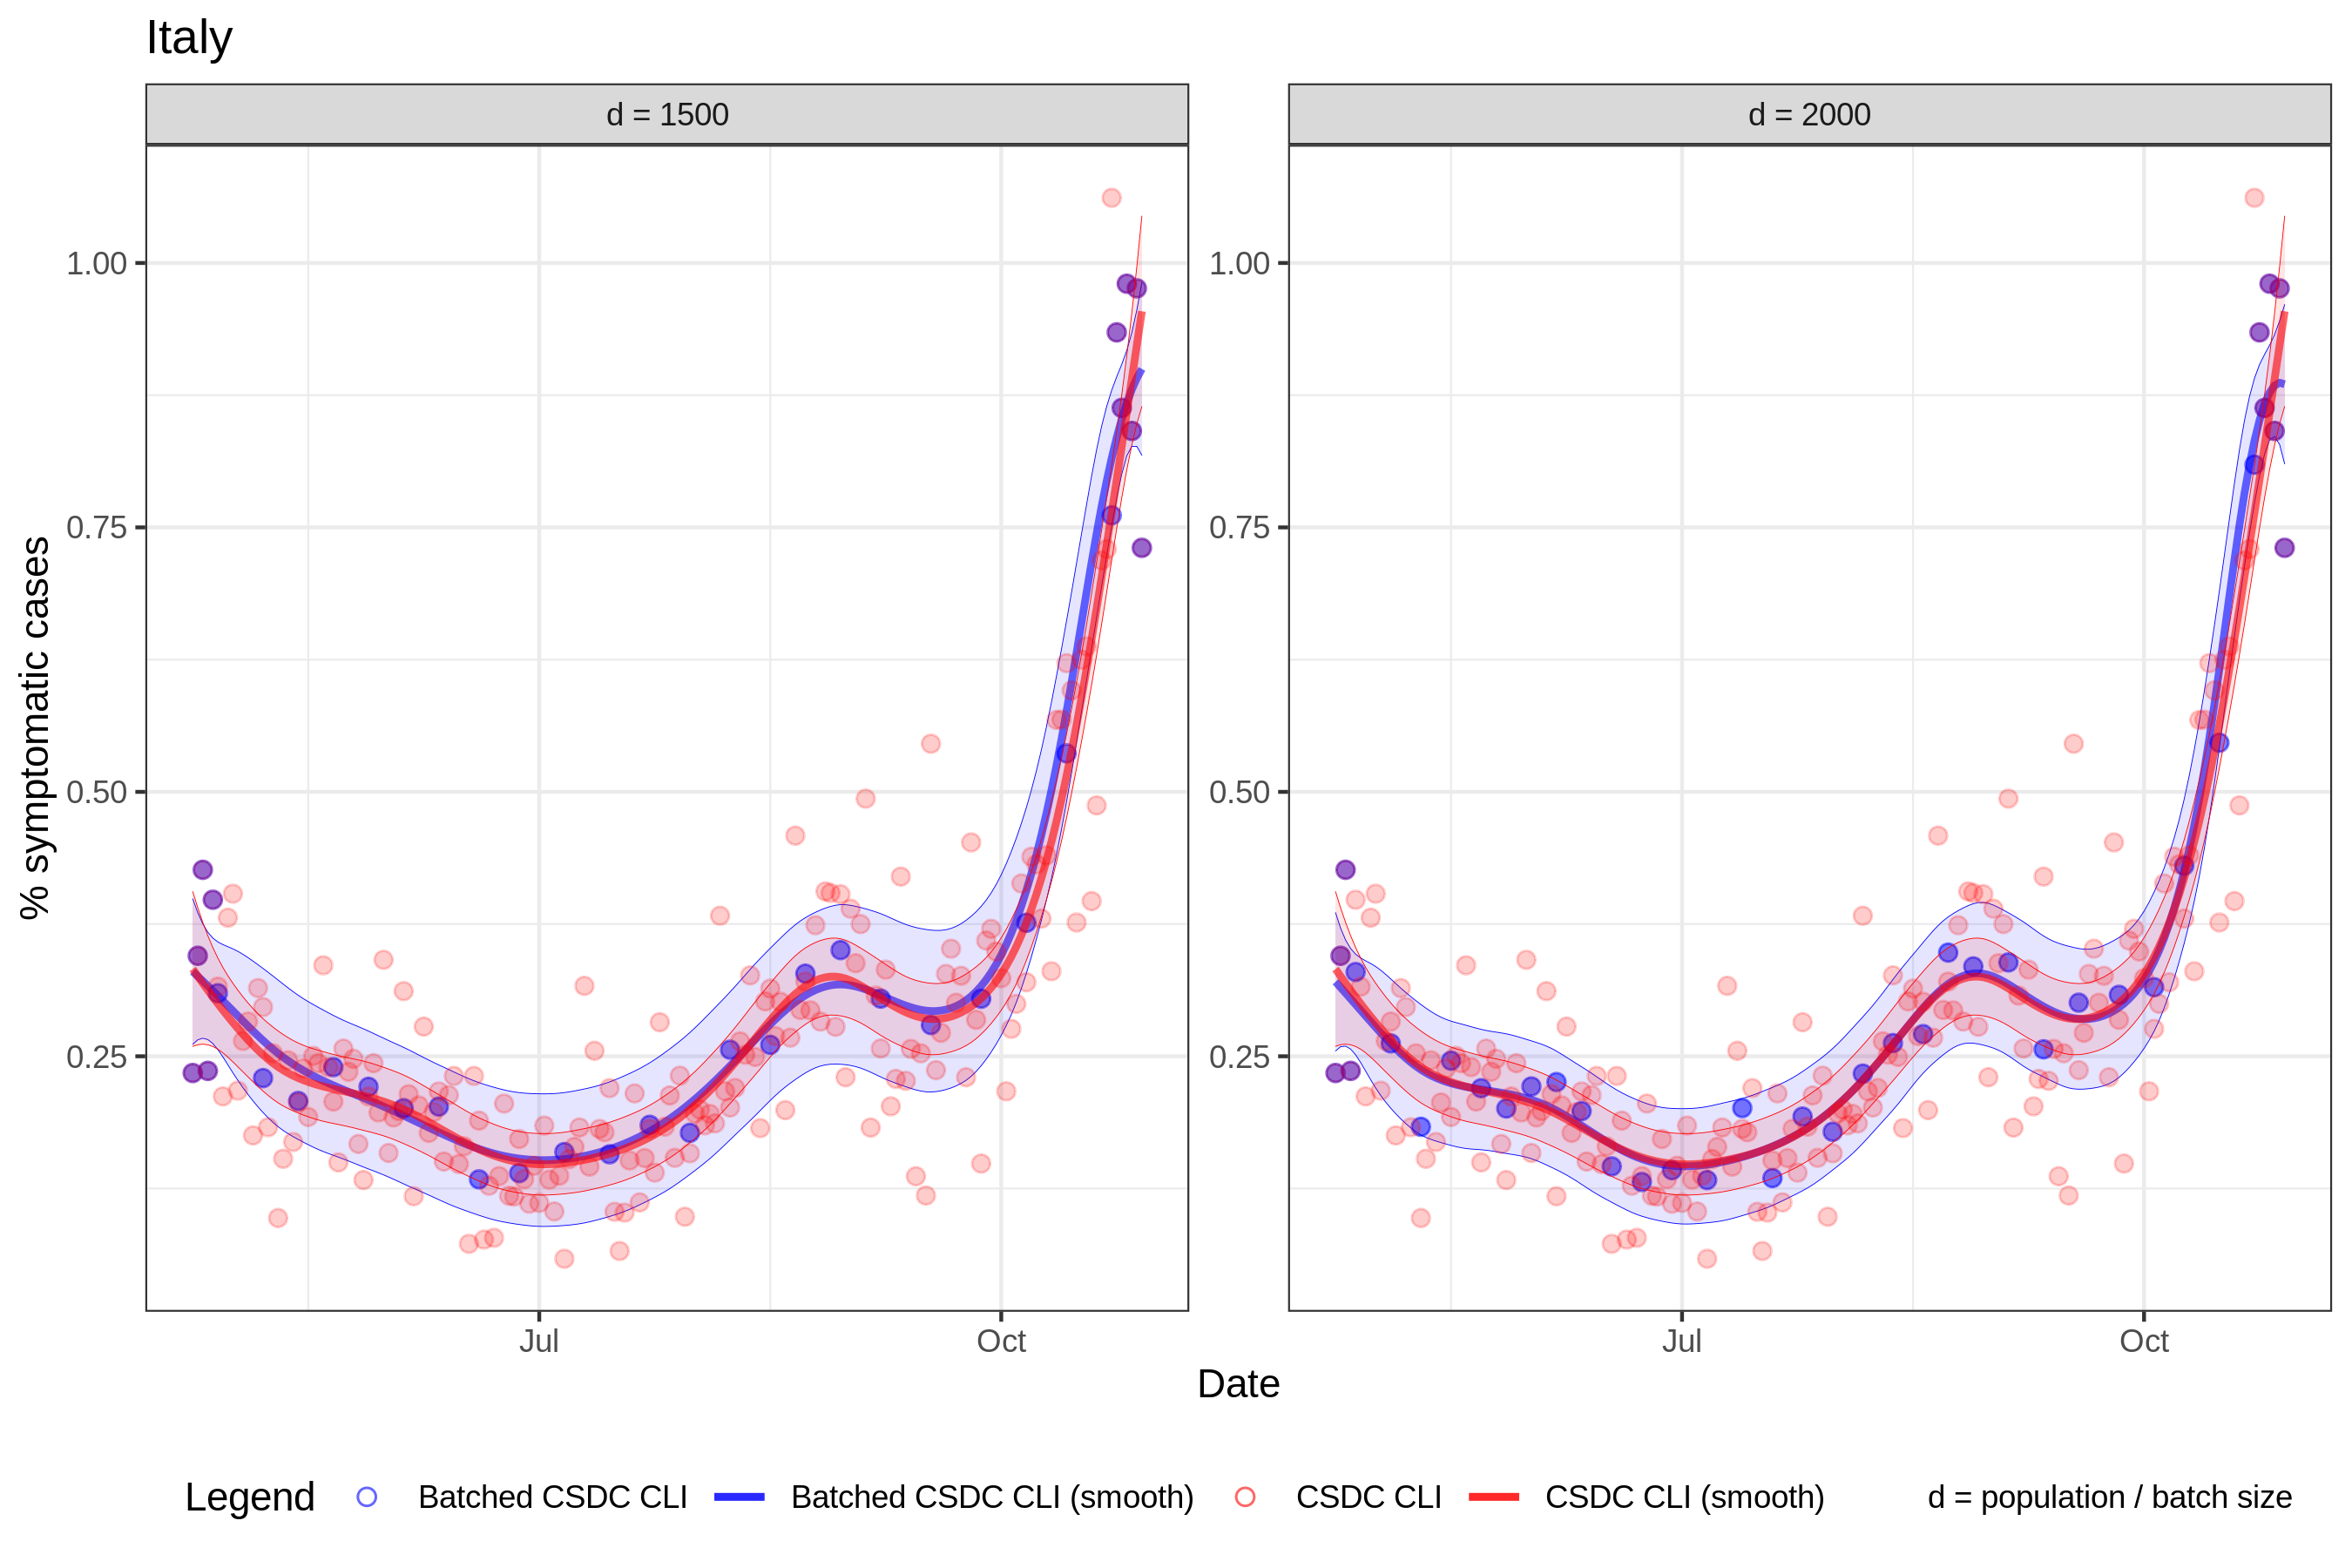 Italy
d = 1500
d = 2000
% symptomatic cases
1.00
0.75
0.50
0.25
1.00
0.75
0.50
0.25
Jul
Oct
Jul
Oct
Date
Legend
Batched CSDC CLI
Batched CSDC CLI (smooth)
CSDC CLI
CSDC CLI (smooth)
d = population / batch size